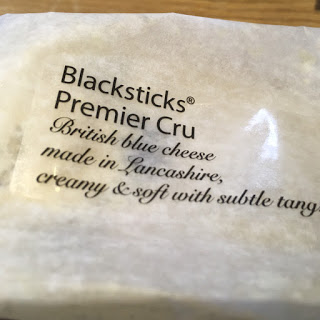 Blacksticks®
Premier Cru
British blue cheese
made in Lancashire,
creamy & soft with subtle tang.